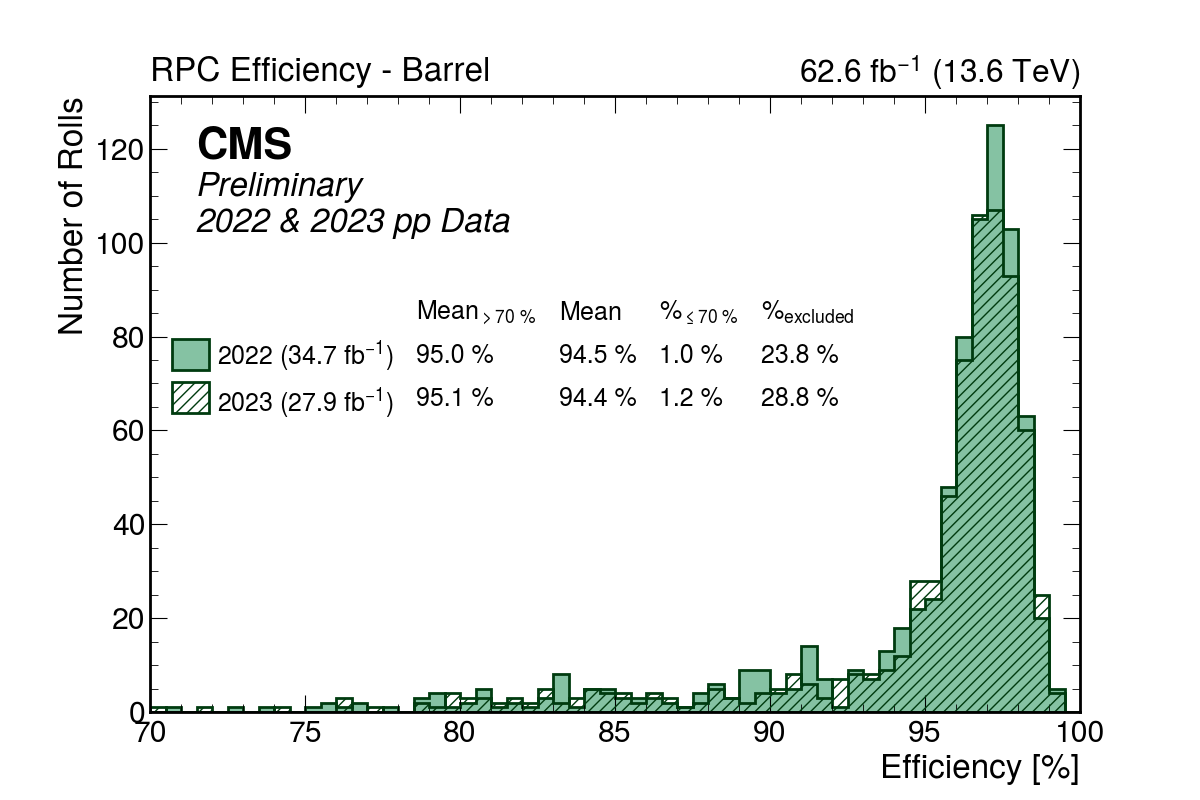 RPC Efficiency - Barrel 62.6 fb⁻¹ (13.6 TeV)
Number of Rolls
CMS
Preliminary
2022 & 2023 pp Data
Mean > 70 % Mean % ≤ 70 % %excluded
2022 (34.7 fb⁻¹) 95.0 % 94.5 % 1.0 % 23.8 %
2023 (27.9 fb⁻¹) 95.1 % 94.4 % 1.2 % 28.8 %
120
100
80
60
40
20
0
70 75 80 85 90 95 100
Efficiency [%]